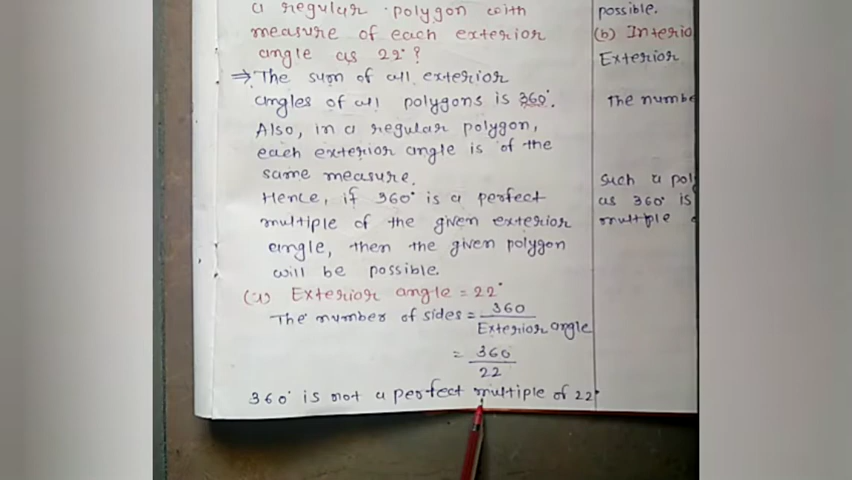 a regular polygon with
measure of each exterior
angle as 22°?
⇒ The sum of all exterior
angles of all polygons is 360°.
Also, in a regular polygon,
each exterior angle is of the
same measure.
Hence, if 360° is a perfect
multiple of the given exterior
angle, then the given polygon
will be possible.
(a) Exterior angle = 22°
The number of sides = 360 / Exterior angle
= 360 / 22
360° is not a perfect multiple of 22°
possible.
(b) Interio
Exterior
The numbe
Such a pol
as 360° is
multiple